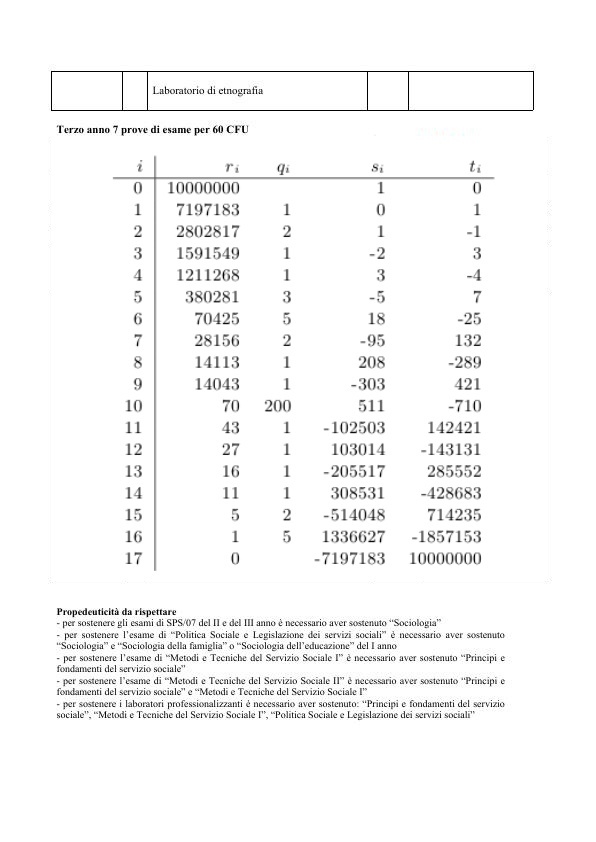 Laboratorio di etnografia
Terzo anno 7 prove di esame per 60 CFU
i r_i q_i s_i t_i
0 10000000 1 0
1 7197183 1 0 1
2 2802817 2 1 -1
3 1591549 1 -2 3
4 1211268 1 3 -4
5 380281 3 -5 7
6 70425 5 18 -25
7 28156 2 -95 132
8 14113 1 208 -289
9 14043 1 -303 421
10 70 200 511 -710
11 43 1 -102503 142421
12 27 1 103014 -143131
13 16 1 -205517 285552
14 11 1 308531 -428683
15 5 2 -514048 714235
16 1 5 1336627 -1857153
17 0 -7197183 10000000
Propedeuticità da rispettare
- per sostenere gli esami di SPS/07 del II e del III anno è necessario aver sostenuto “Sociologia”
- per sostenere l’esame di “Politica Sociale e Legislazione dei servizi sociali” è necessario aver sostenuto
“Sociologia” e “Sociologia della famiglia” o “Sociologia dell’educazione” del I anno
- per sostenere l’esame di “Metodi e Tecniche del Servizio Sociale I” è necessario aver sostenuto “Principi e
fondamenti del servizio sociale”
- per sostenere l’esame di “Metodi e Tecniche del Servizio Sociale II” è necessario aver sostenuto “Principi e
fondamenti del servizio sociale” e “Metodi e Tecniche del Servizio Sociale I”
- per sostenere i laboratori professionalizzanti è necessario aver sostenuto: “Principi e fondamenti del servizio
sociale”, “Metodi e Tecniche del Servizio Sociale I”, “Politica Sociale e Legislazione dei servizi sociali”